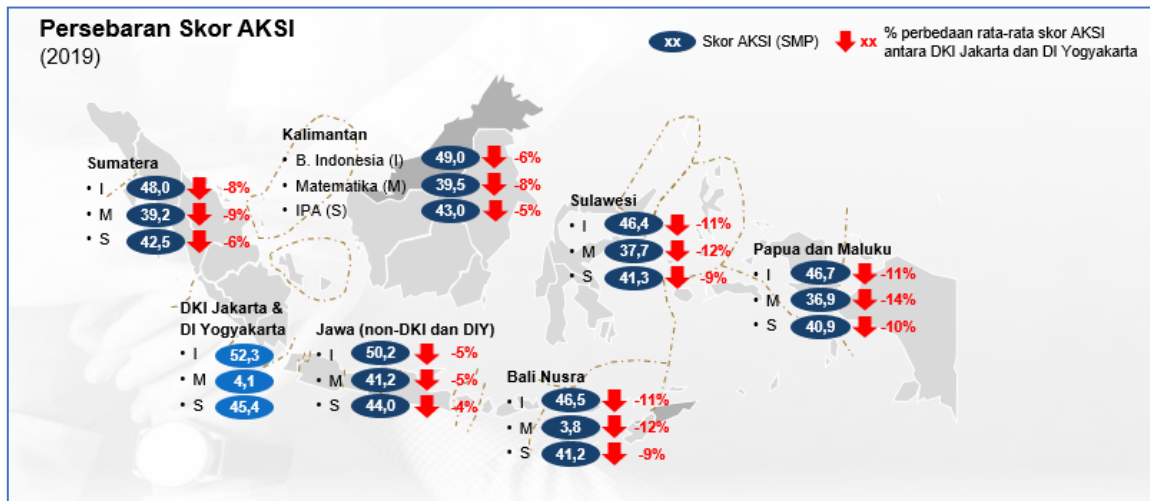 Persebaran Skor AKSI
(2019)
xx Skor AKSI (SMP)
xx % perbedaan rata-rata skor AKSI
antara DKI Jakarta dan DI Yogyakarta
Sumatera
• I 48,0 -8%
• M 39,2 -9%
• S 42,5 -6%
Kalimantan
• B. Indonesia (I) 49,0 -6%
• Matematika (M) 39,5 -8%
• IPA (S) 43,0 -5%
Sulawesi
• I 46,4 -11%
• M 37,7 -12%
• S 41,3 -9%
Papua dan Maluku
• I 46,7 -11%
• M 36,9 -14%
• S 40,9 -10%
DKI Jakarta &
DI Yogyakarta
• I 52,3
• M 4,1
• S 45,4
Jawa (non-DKI dan DIY)
• I 50,2 -5%
• M 41,2 -5%
• S 44,0 -4%
Bali Nusra
• I 46,5 -11%
• M 3,8 -12%
• S 41,2 -9%